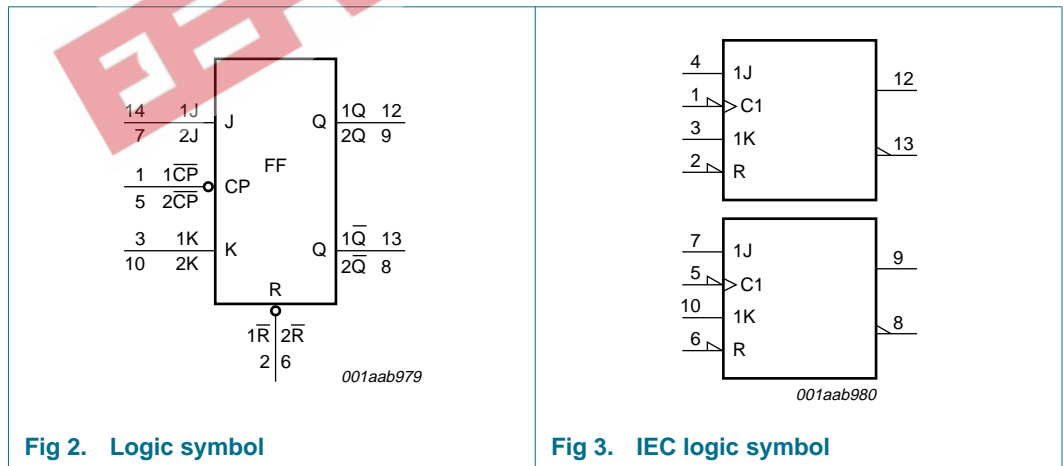 14 1J J Q 1Q 12
7 2J 2Q 9
FF
1 1C̅P̅ CP
5 2C̅P̅
3 1K K Q 1Q̅ 13
10 2K 2Q̅ 8
R
1R̅ 2R̅
2 6
001aab979
Fig 2. Logic symbol
4 1J 12
1 C1
3 1K 13
2 R
7 1J 9
5 C1
10 1K 8
6 R
001aab980
Fig 3. IEC logic symbol